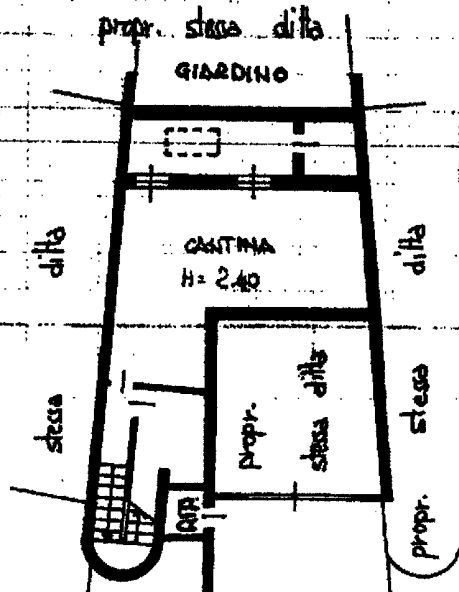 propr. stessa ditta
GIARDINO
CANTINA
H= 2.40
ditta
stessa
propr.
stessa ditta
ditta
stessa
propr.